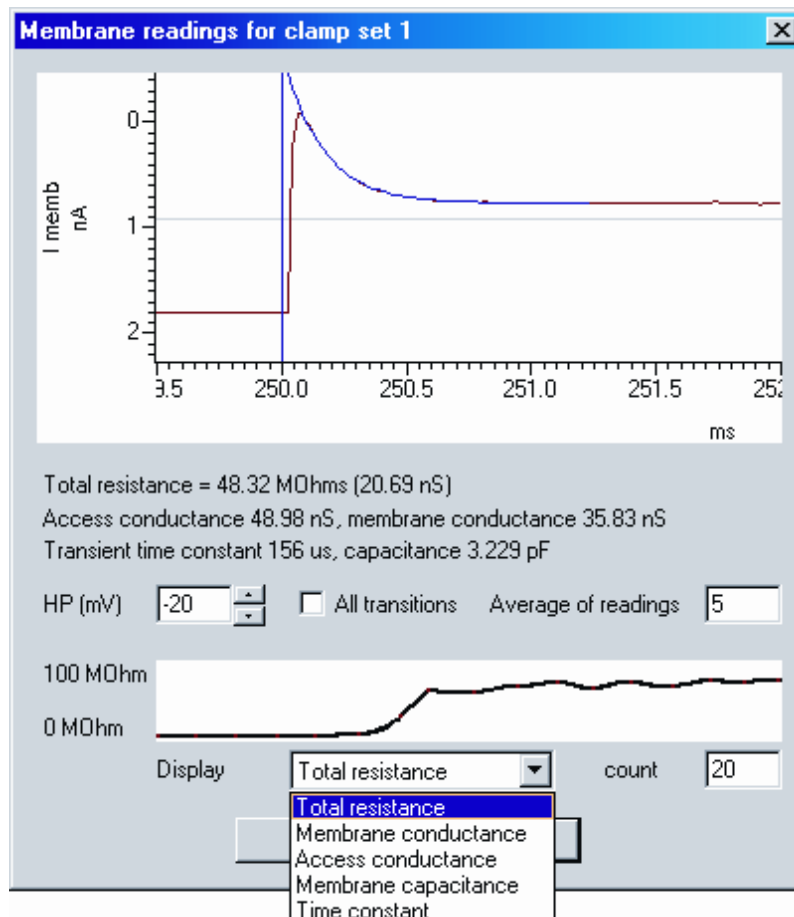 Membrane readings for clamp set 1
I memb
nA
0
1
2
250.0 250.5 251.0 251.5
ms
Total resistance = 48.32 MOhms (20.69 nS)
Access conductance 48.98 nS, membrane conductance 35.83 nS
Transient time constant 156 us, capacitance 3.229 pF
HP (mV) -20 All transitions Average of readings 5
100 MOhm
0 MOhm
Display Total resistance count 20
Total resistance
Membrane conductance
Access conductance
Membrane capacitance
Time constant